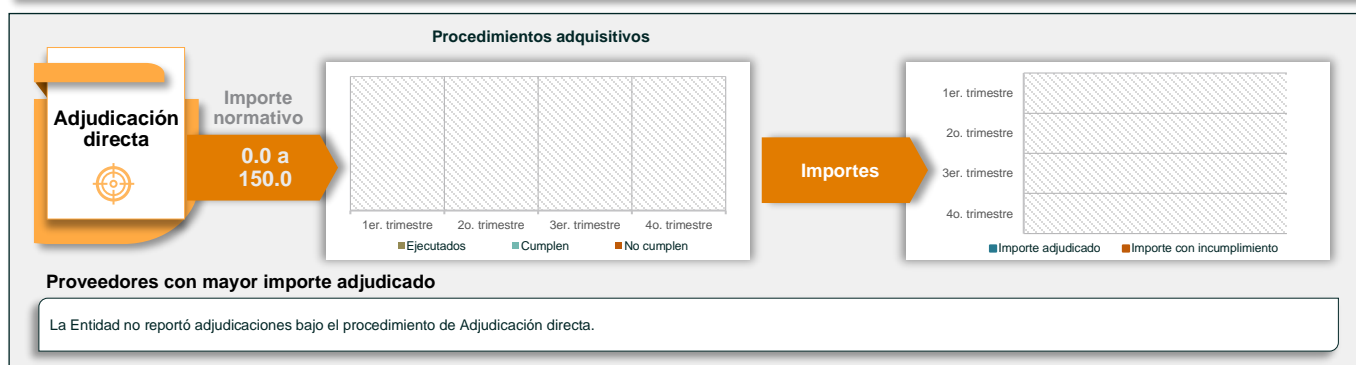 Procedimientos adquisitivos
Adjudicación
directa
Importe
normativo
0.0 a
150.0
1er. trimestre
2o. trimestre
3er. trimestre
4o. trimestre
Ejecutados
Cumplen
No cumplen
Importes
1er. trimestre
2o. trimestre
3er. trimestre
4o. trimestre
Importe adjudicado
Importe con incumplimiento
Proveedores con mayor importe adjudicado
La Entidad no reportó adjudicaciones bajo el procedimiento de Adjudicación directa.